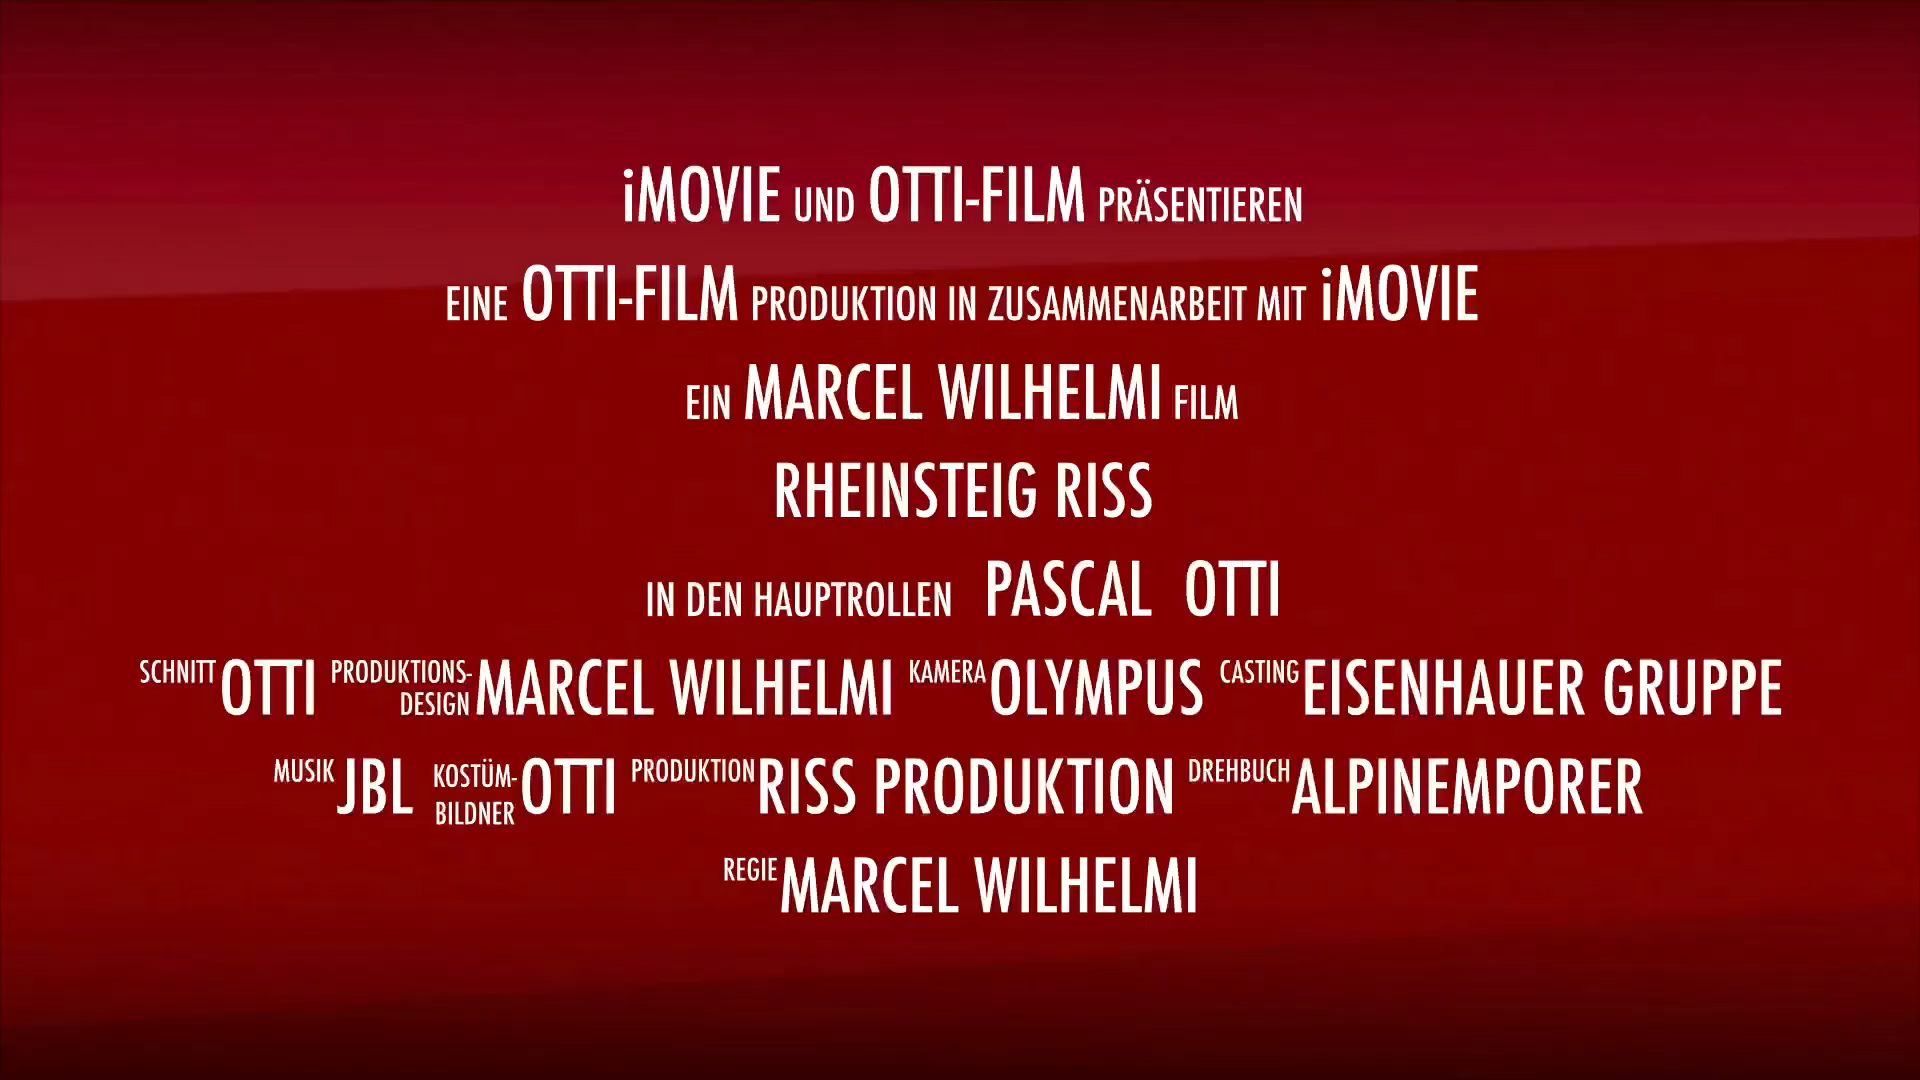 iMOVIE UND OTTI-FILM PRÄSENTIEREN
EINE OTTI-FILM PRODUKTION IN ZUSAMMENARBEIT MIT iMOVIE
EIN MARCEL WILHELMI FILM
RHEINSTEIG RISS
IN DEN HAUPTROLLEN PASCAL OTTI
SCHNITT OTTI PRODUKTIONS-DESIGN MARCEL WILHELMI KAMERA OLYMPUS CASTING EISENHAUER GRUPPE
MUSIK JBL KOSTÜM-BILDNER OTTI PRODUKTION RISS PRODUKTION DREHBUCH ALPINEMPORER
REGIE MARCEL WILHELMI